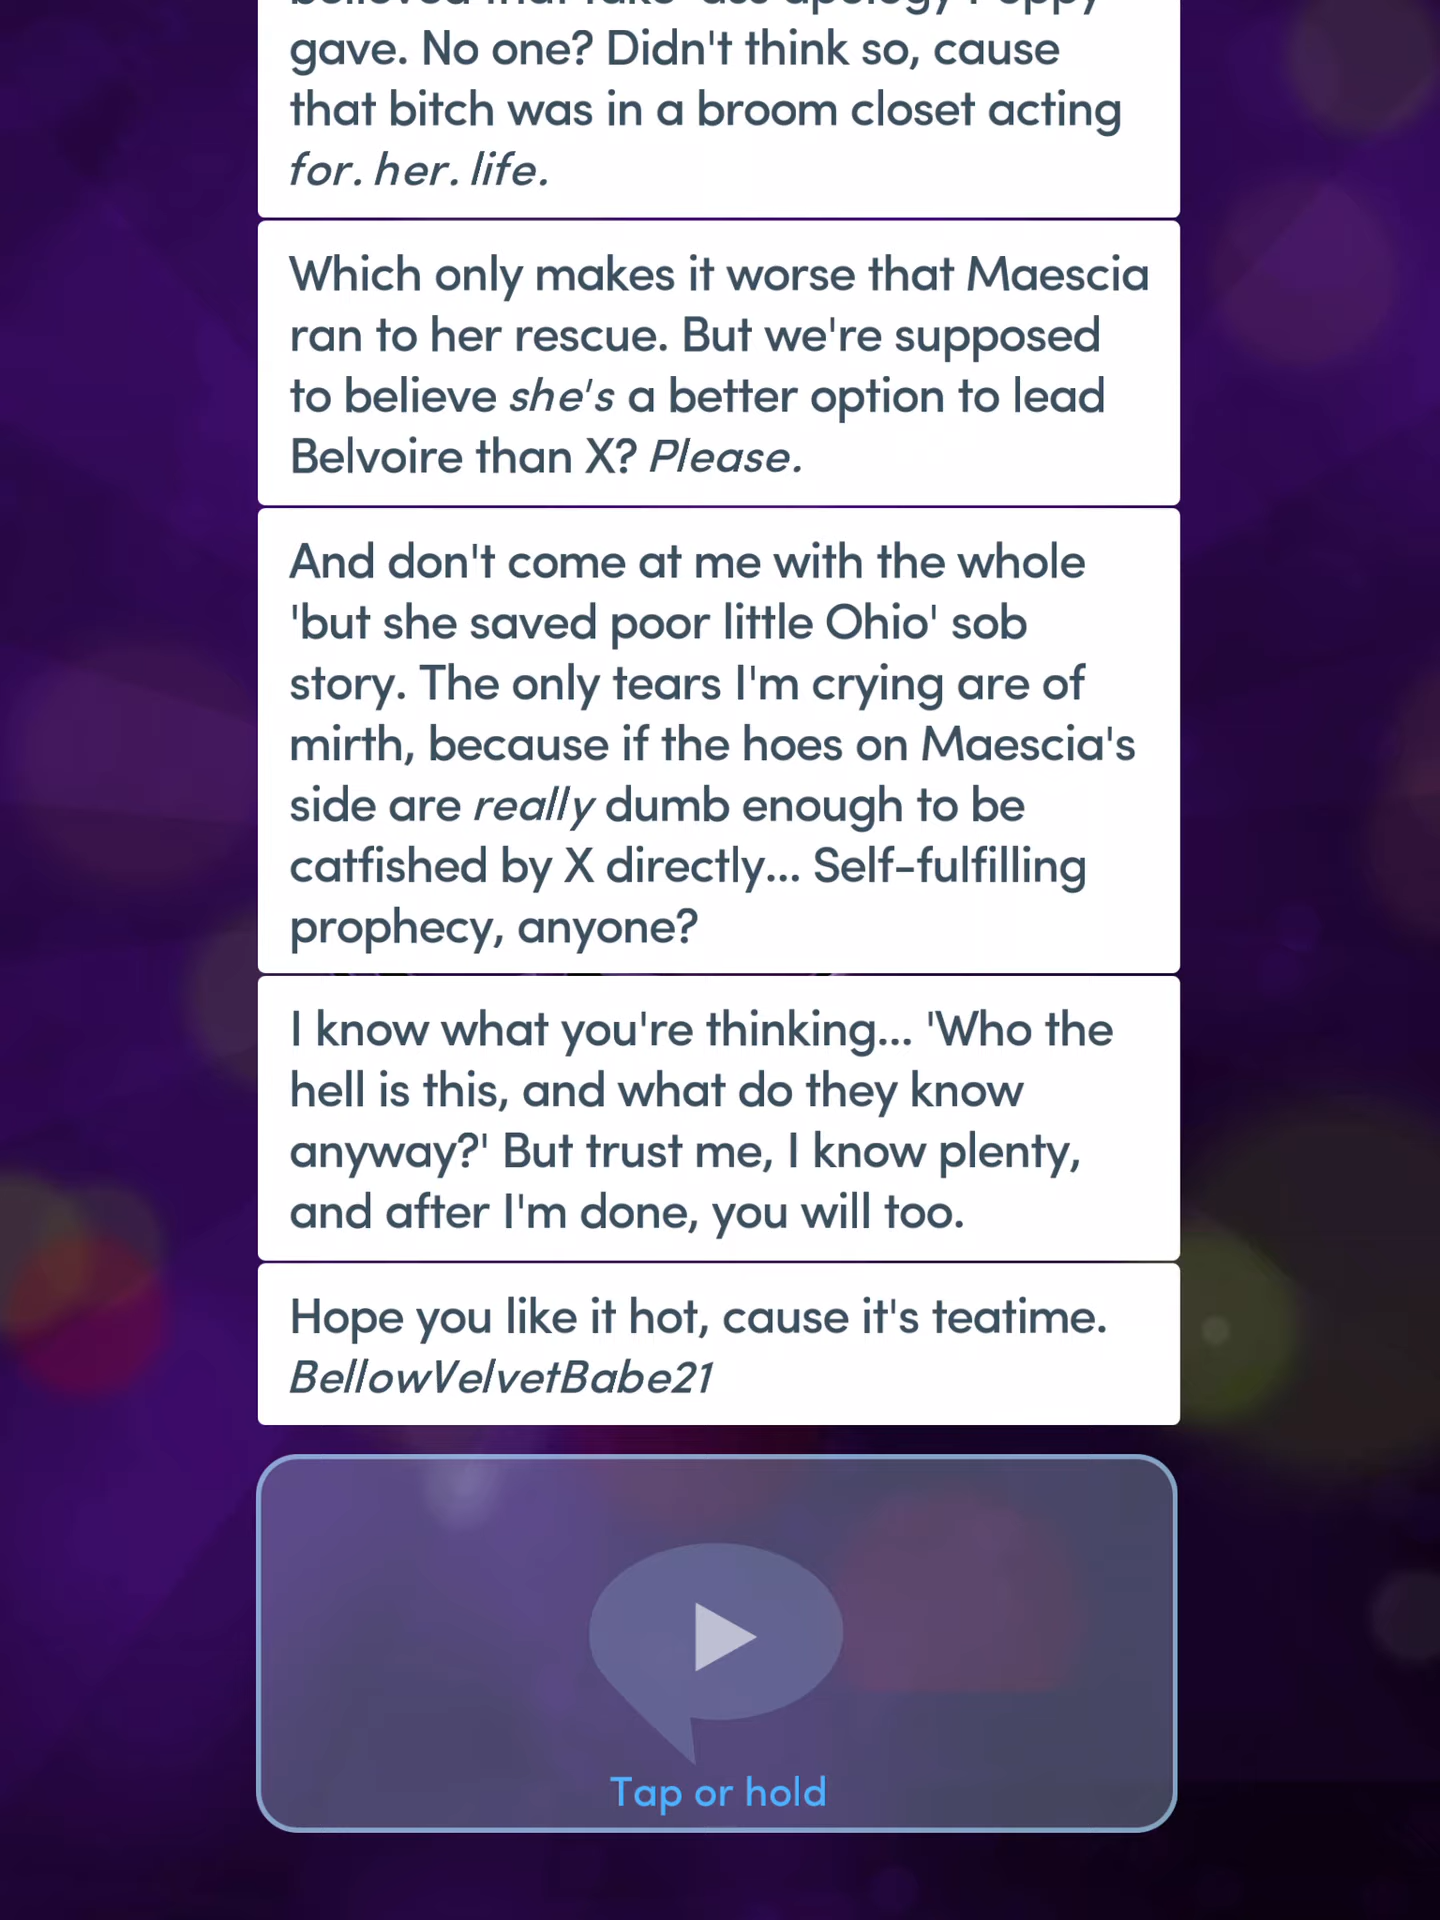 believed that fake-ass apology Poppy
gave. No one? Didn't think so, cause
that bitch was in a broom closet acting
for. her. life.
Which only makes it worse that Maescia
ran to her rescue. But we're supposed
to believe she's a better option to lead
Belvoire than X? Please.
And don't come at me with the whole
'but she saved poor little Ohio' sob
story. The only tears I'm crying are of
mirth, because if the hoes on Maescia's
side are really dumb enough to be
catfished by X directly... Self-fulfilling
prophecy, anyone?
I know what you're thinking... 'Who the
hell is this, and what do they know
anyway?' But trust me, I know plenty,
and after I'm done, you will too.
Hope you like it hot, cause it's teatime.
BellowVelvetBabe21
Tap or hold